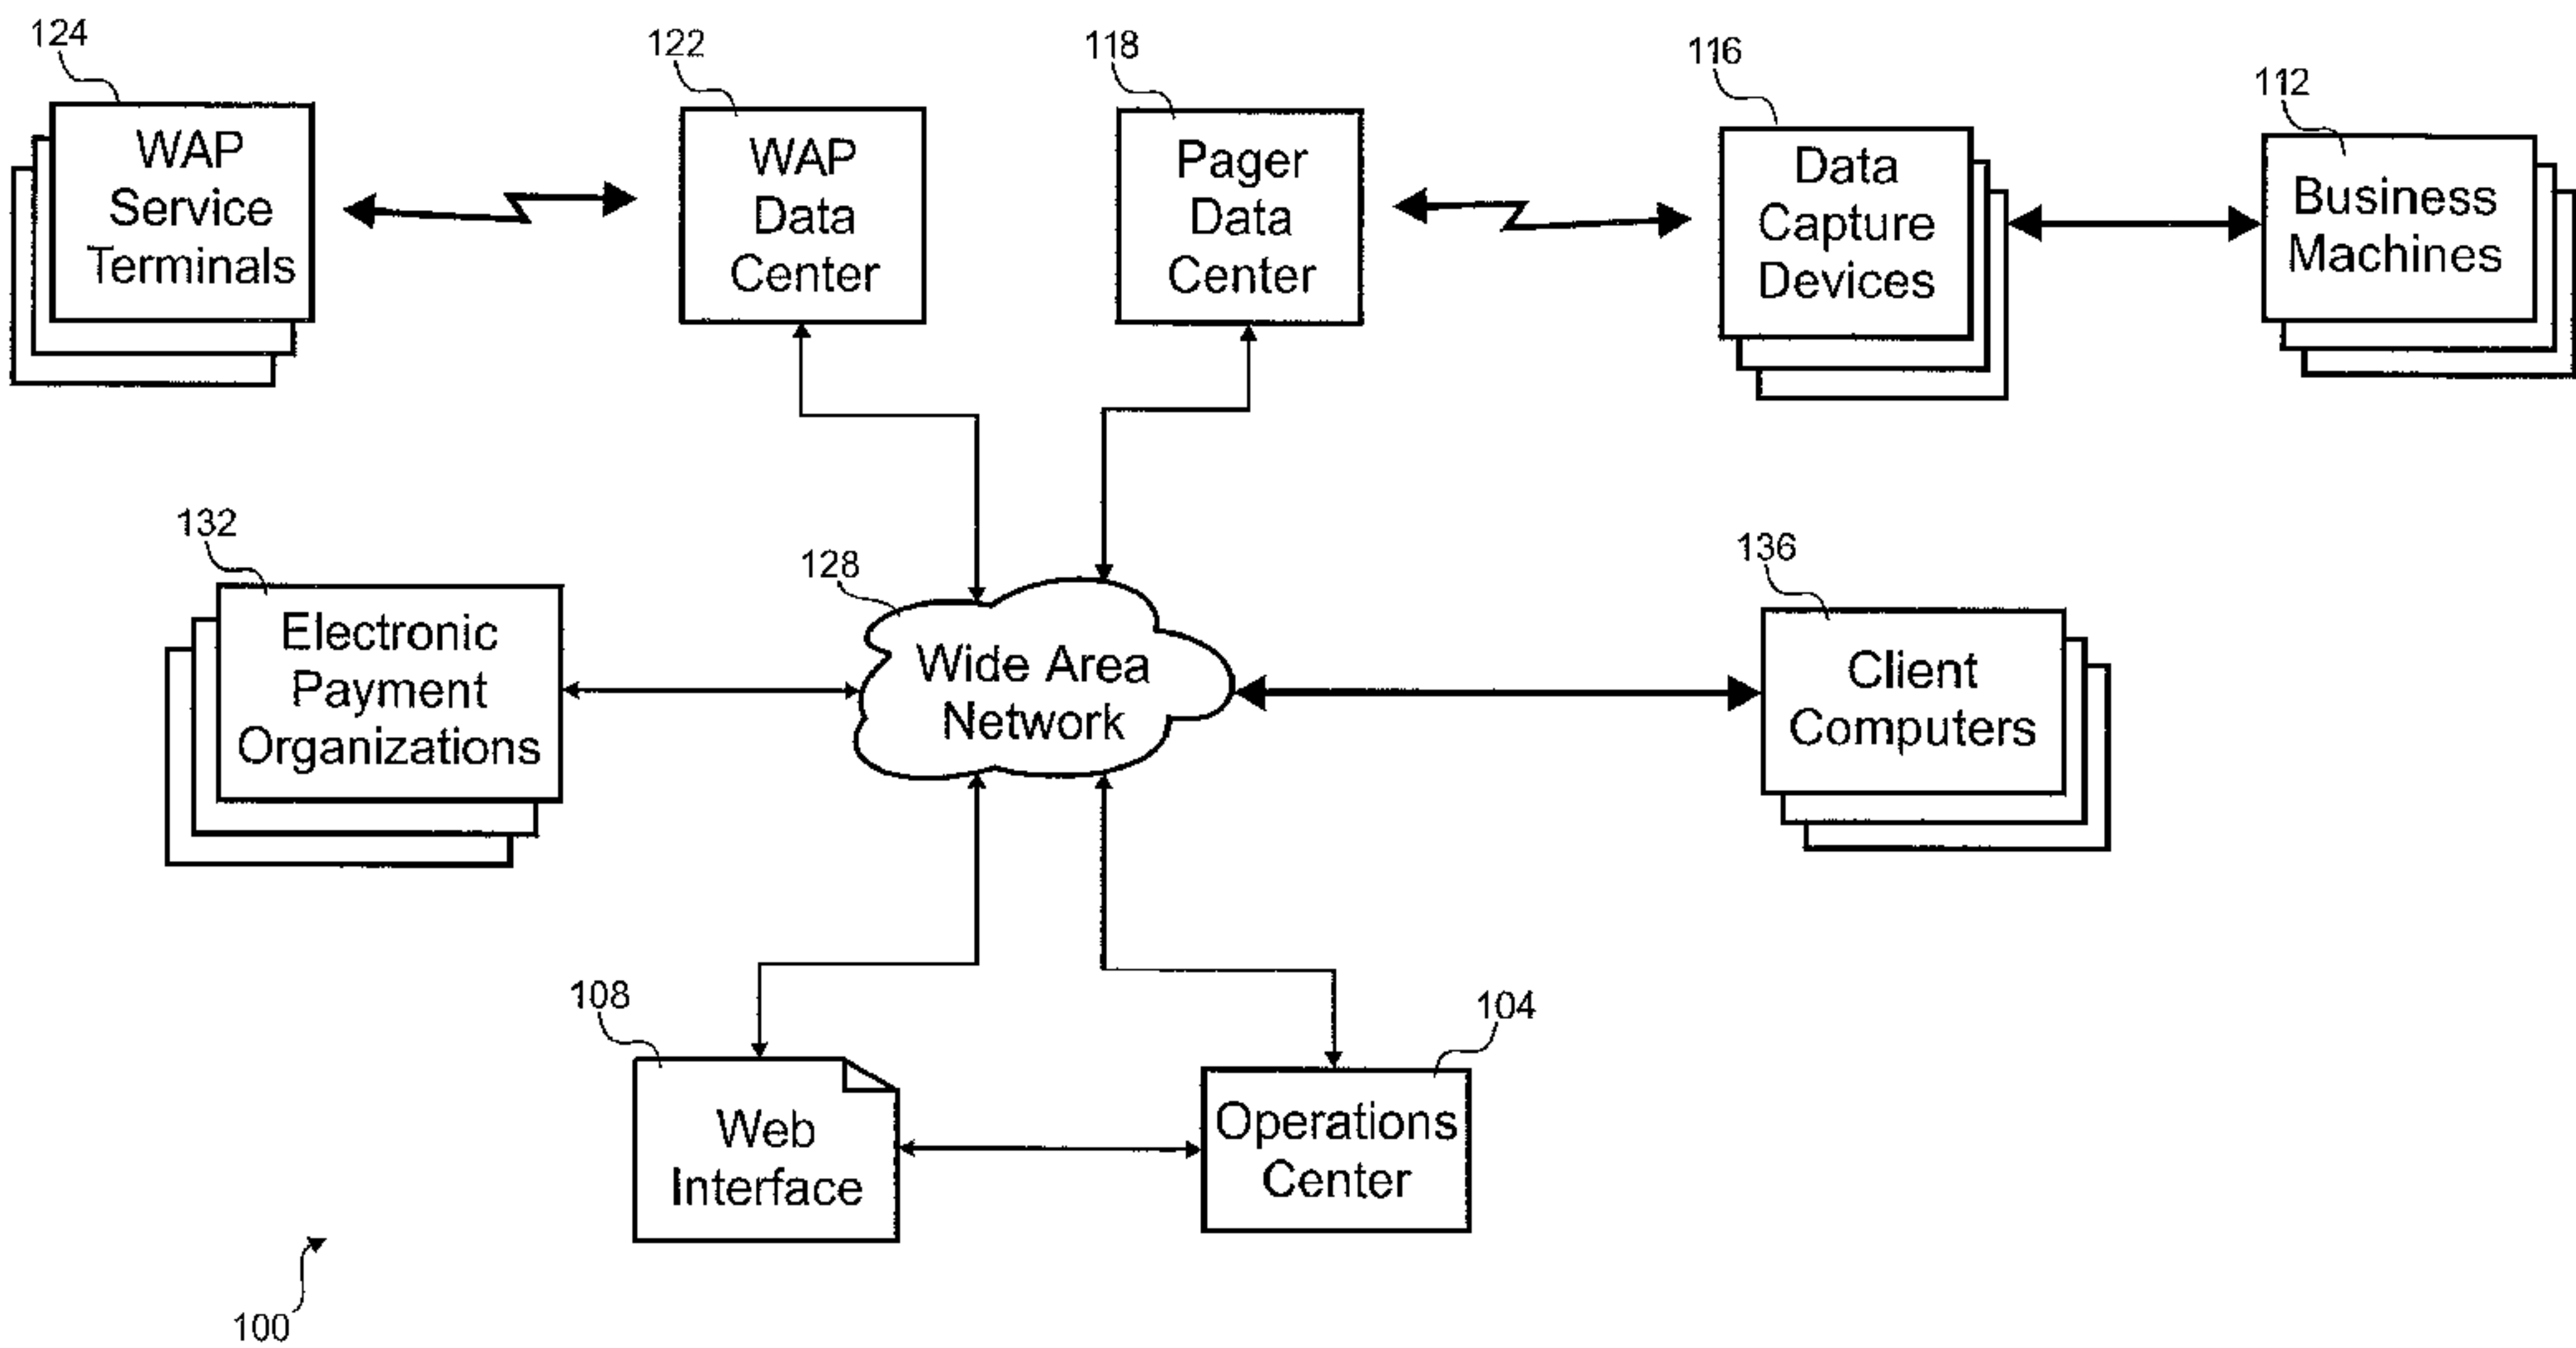 124
WAP
Service
Terminals
122
WAP
Data
Center
118
Pager
Data
Center
116
Data
Capture
Devices
112
Business
Machines
132
Electronic
Payment
Organizations
128
Wide Area
Network
136
Client
Computers
108
Web
Interface
104
Operations
Center
100